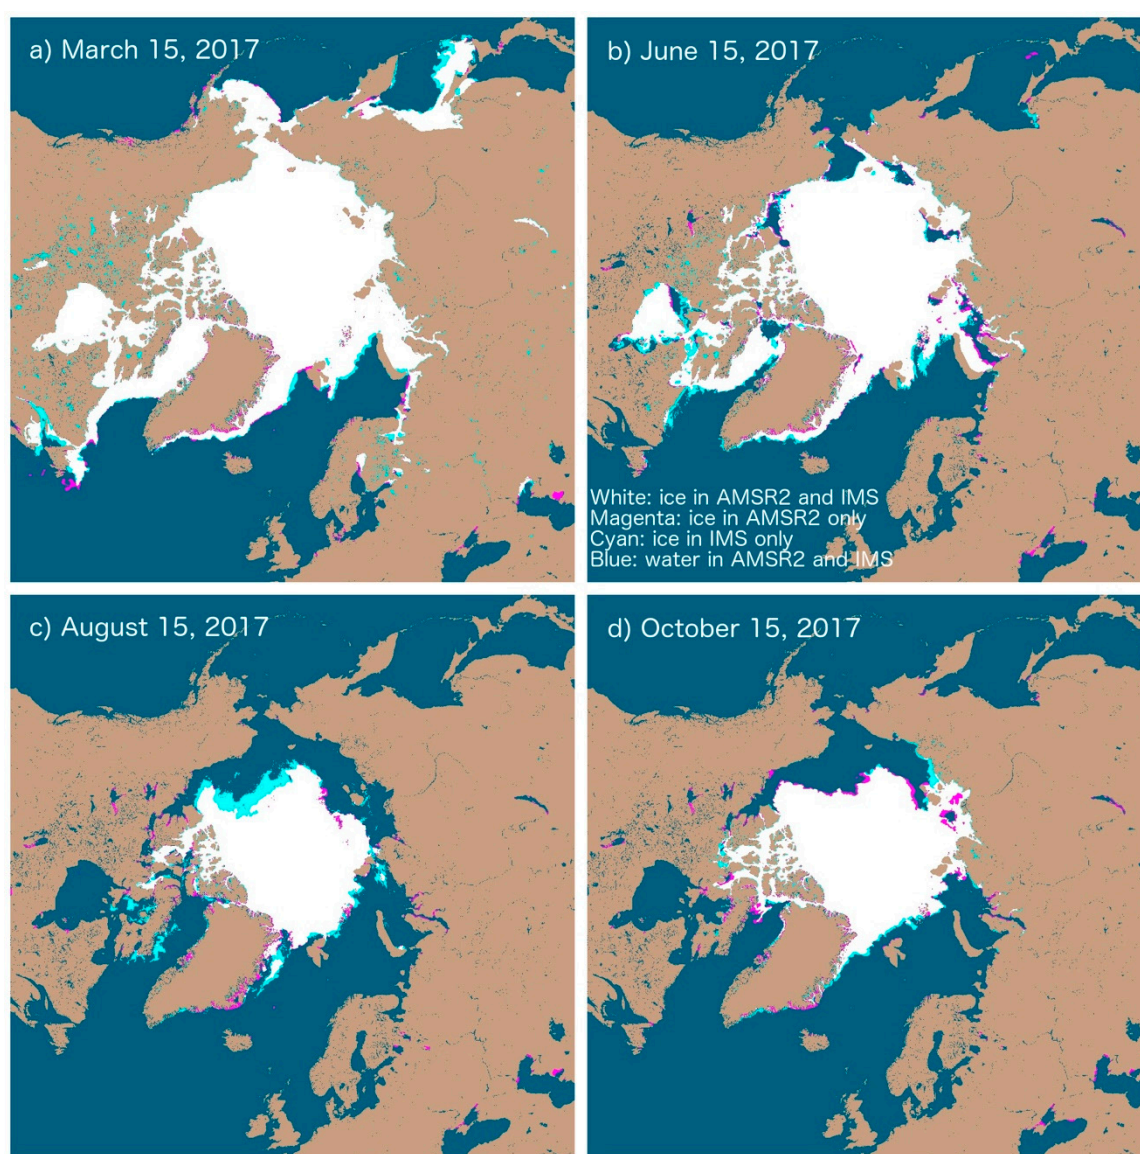 a) March 15, 2017
b) June 15, 2017
White: ice in AMSR2 and IMS
Magenta: ice in AMSR2 only
Cyan: ice in IMS only
Blue: water in AMSR2 and IMS
c) August 15, 2017
d) October 15, 2017